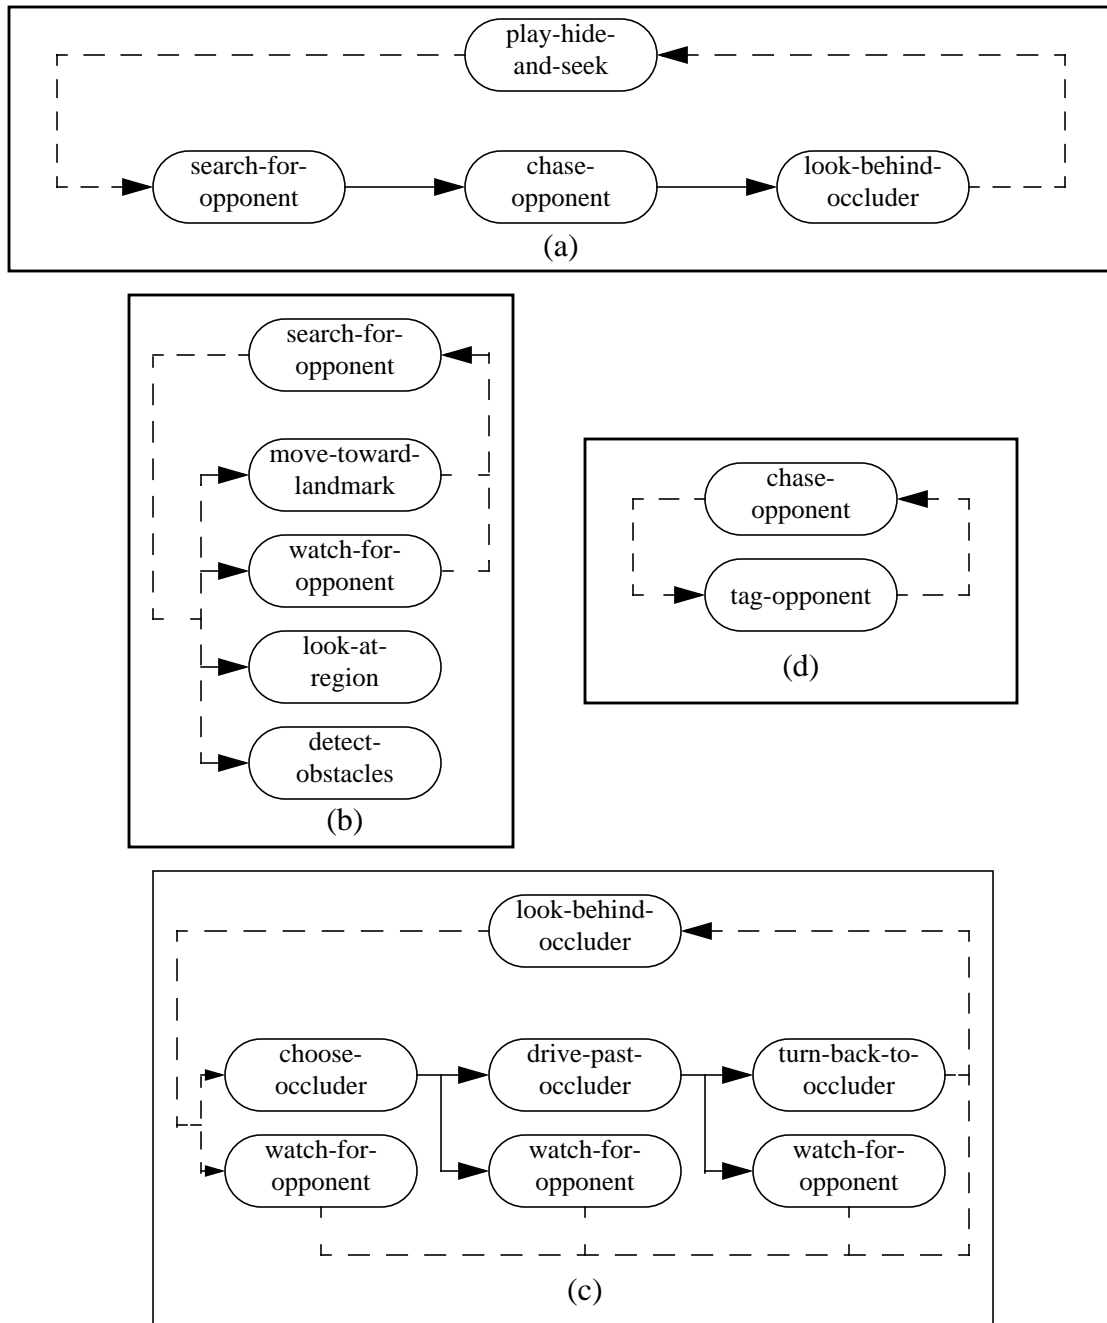 play-hide-
and-seek
search-for-
opponent
chase-
opponent
look-behind-
occluder
(a)
search-for-
opponent
move-toward-
landmark
watch-for-
opponent
look-at-
region
detect-
obstacles
(b)
chase-
opponent
tag-opponent
(d)
look-behind-
occluder
choose-
occluder
drive-past-
occluder
turn-back-to-
occluder
watch-for-
opponent
watch-for-
opponent
watch-for-
opponent
(c)